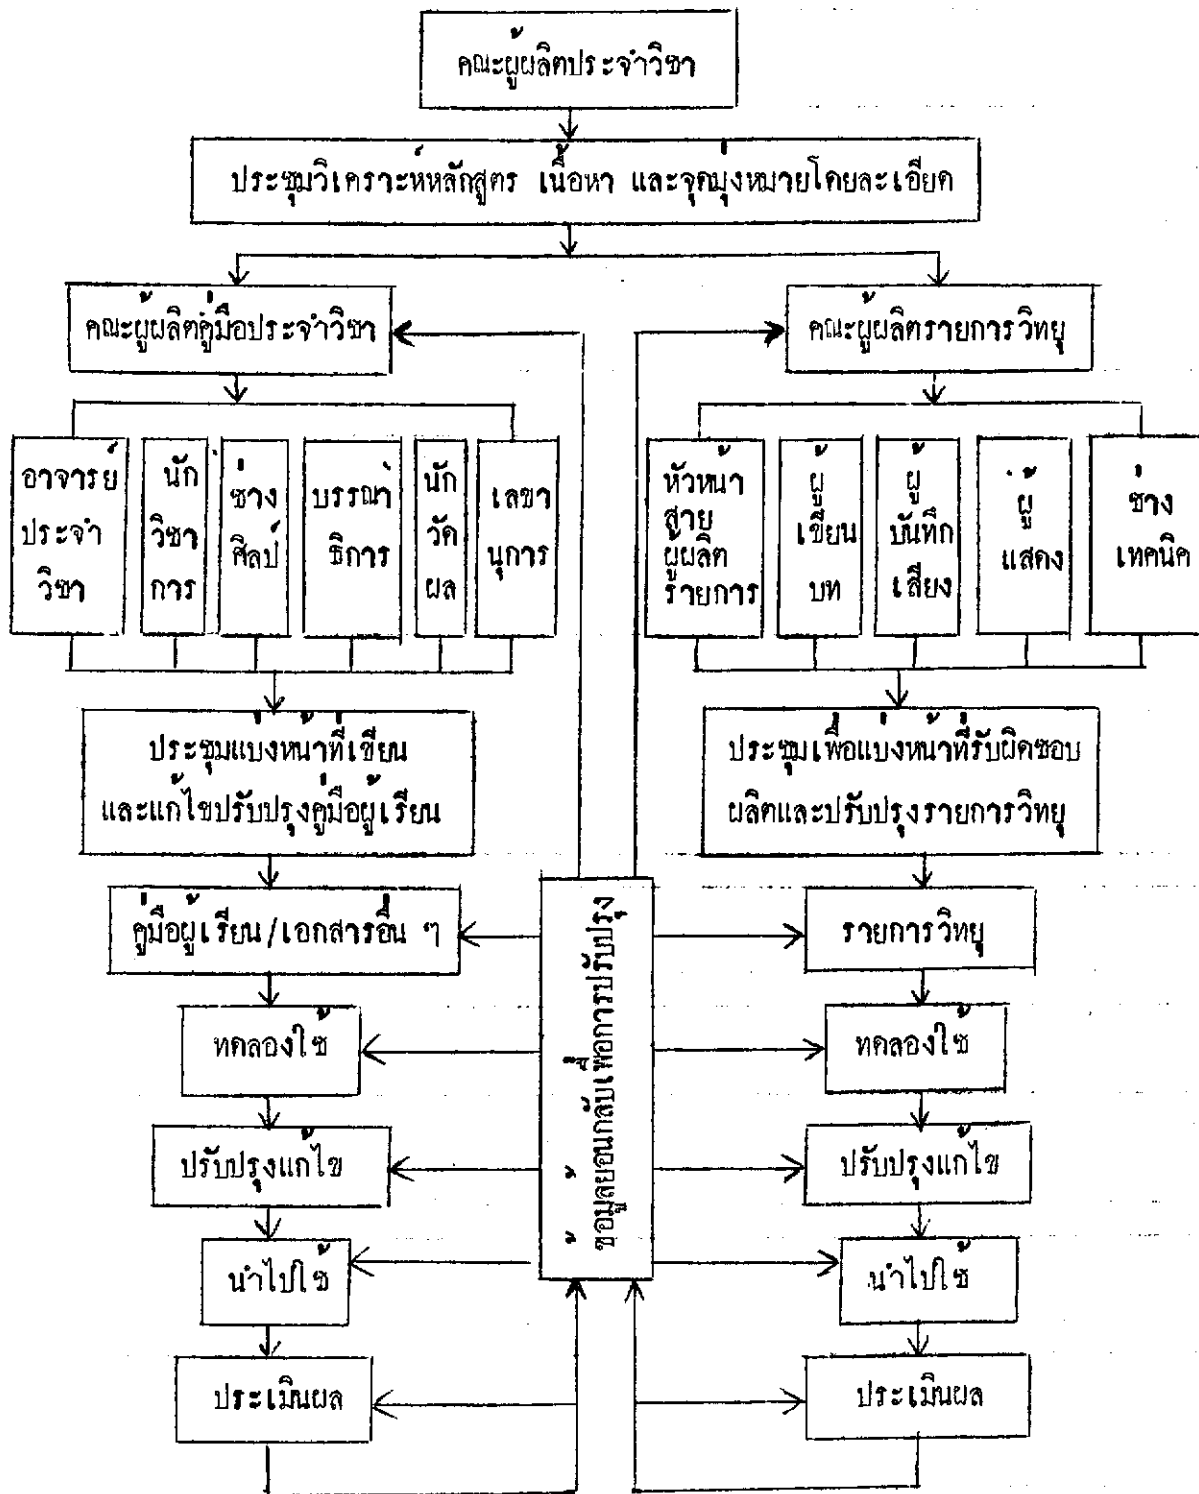 คณะผู้ผลิตประจำวิชา
ประชุมวิเคราะห์หลักสูตร เนื้อหา และจุดมุ่งหมายโดยละเอียด
คณะผู้ผลิตคู่มือประจำวิชา
คณะผู้ผลิตรายการวิทยุ
อาจารย์
ประจำ
วิชา
นัก
วิชา
การ
ช่าง
ศิลป์
บรรณา
ธิการ
นัก
วัด
ผล
เลขา
นุการ
หัวหน้า
สาย
ผู้ผลิต
รายการ
ผู้
เขียน
บท
ผู้
บันทึก
เสียง
ผู้
แสดง
ช่าง
เทคนิค
ประชุมแบ่งหน้าที่เขียน
และแก้ไขปรับปรุงคู่มือผู้เรียน
ประชุมเพื่อแบ่งหน้าที่รับผิดชอบ
ผลิตและปรับปรุงรายการวิทยุ
คู่มือผู้เรียน/เอกสารอื่น ๆ
ข้อมูลย้อนกลับเพื่อการปรับปรุง
รายการวิทยุ
ทดลองใช้
ทดลองใช้
ปรับปรุงแก้ไข
ปรับปรุงแก้ไข
นำไปใช้
นำไปใช้
ประเมินผล
ประเมินผล